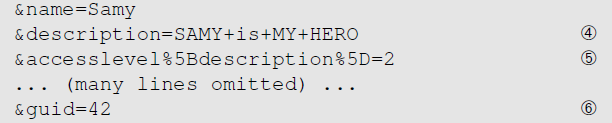 &name=Samy
&description=SAMY+is+MY+HERO ④
&accesslevel%5Bdescription%5D=2 ⑤
... (many lines omitted) ...
&guid=42 ⑥